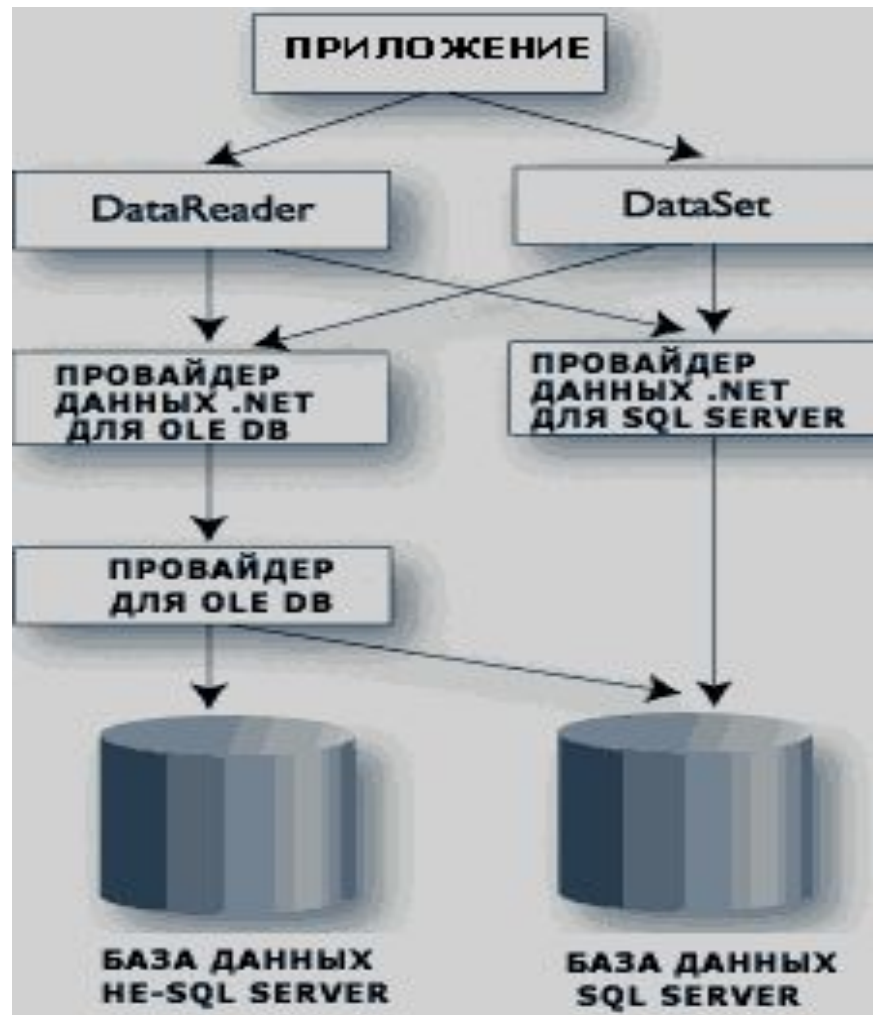 ПРИЛОЖЕНИЕ
DataReader
DataSet
ПРОВАЙДЕР
ДАННЫХ .NET
ДЛЯ OLE DB
ПРОВАЙДЕР
ДАННЫХ .NET
ДЛЯ SQL SERVER
ПРОВАЙДЕР
ДЛЯ OLE DB
БАЗА ДАННЫХ
НЕ-SQL SERVER
БАЗА ДАННЫХ
SQL SERVER